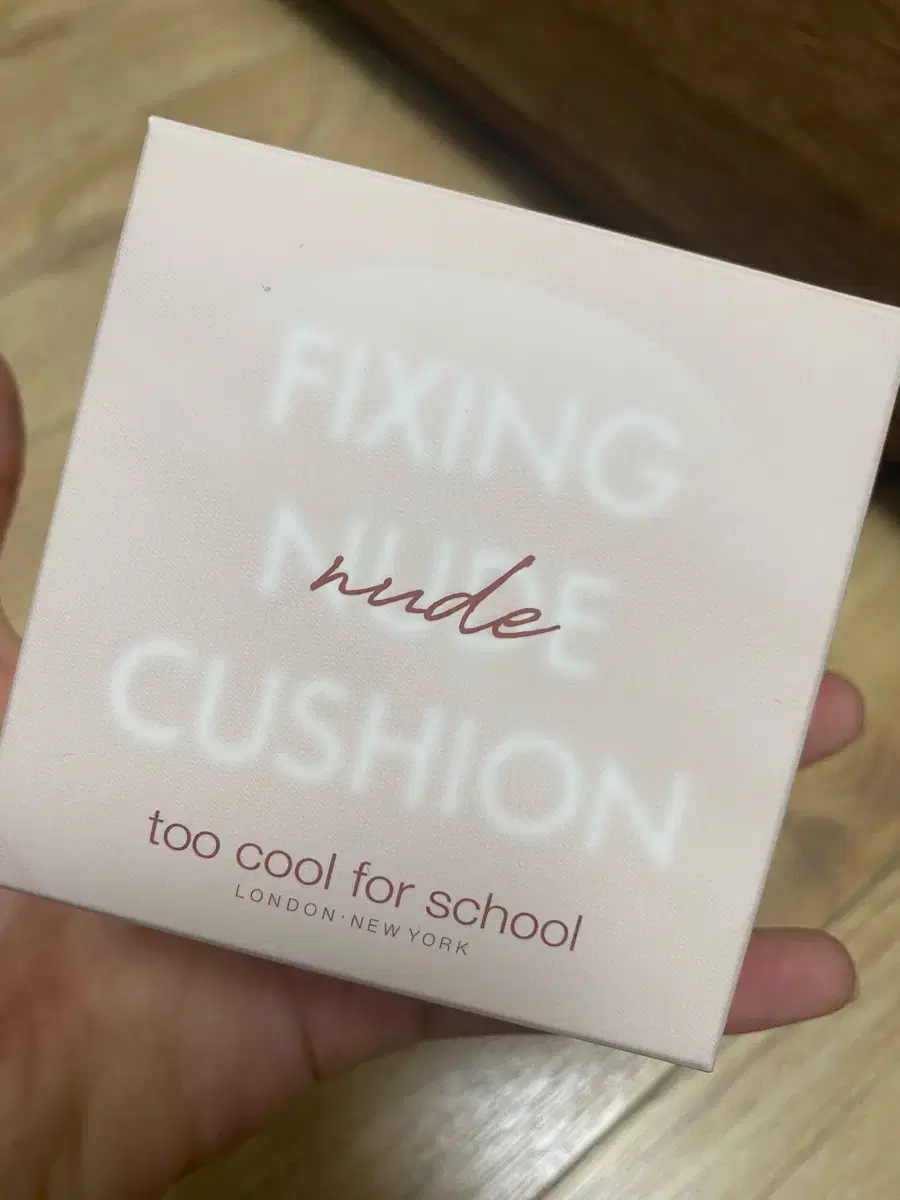 FIXING
NUDE
nude
CUSHION
too cool for school
LONDON·NEW YORK